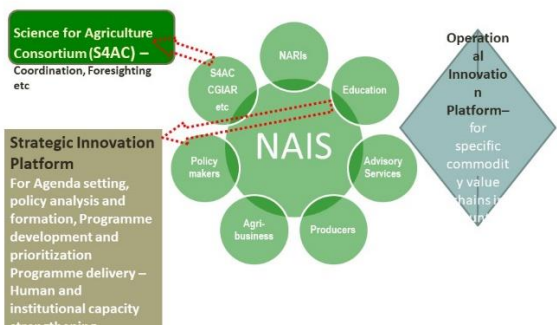 Science for Agriculture
Consortium (S4AC) –
Coordination, Foresighting
etc
NARIs
S4AC
CGIAR
etc
Education
NAIS
Policy
makers
Advisory
Services
Agri-
business
Producers
Strategic Innovation
Platform
For Agenda setting,
policy analysis and
formation, Programme
development and
prioritization
Programme delivery –
Human and
institutional capacity
strengthening
Operation
al
Innovatio
n
Platform–
for
specific
commodit
y value
chains in